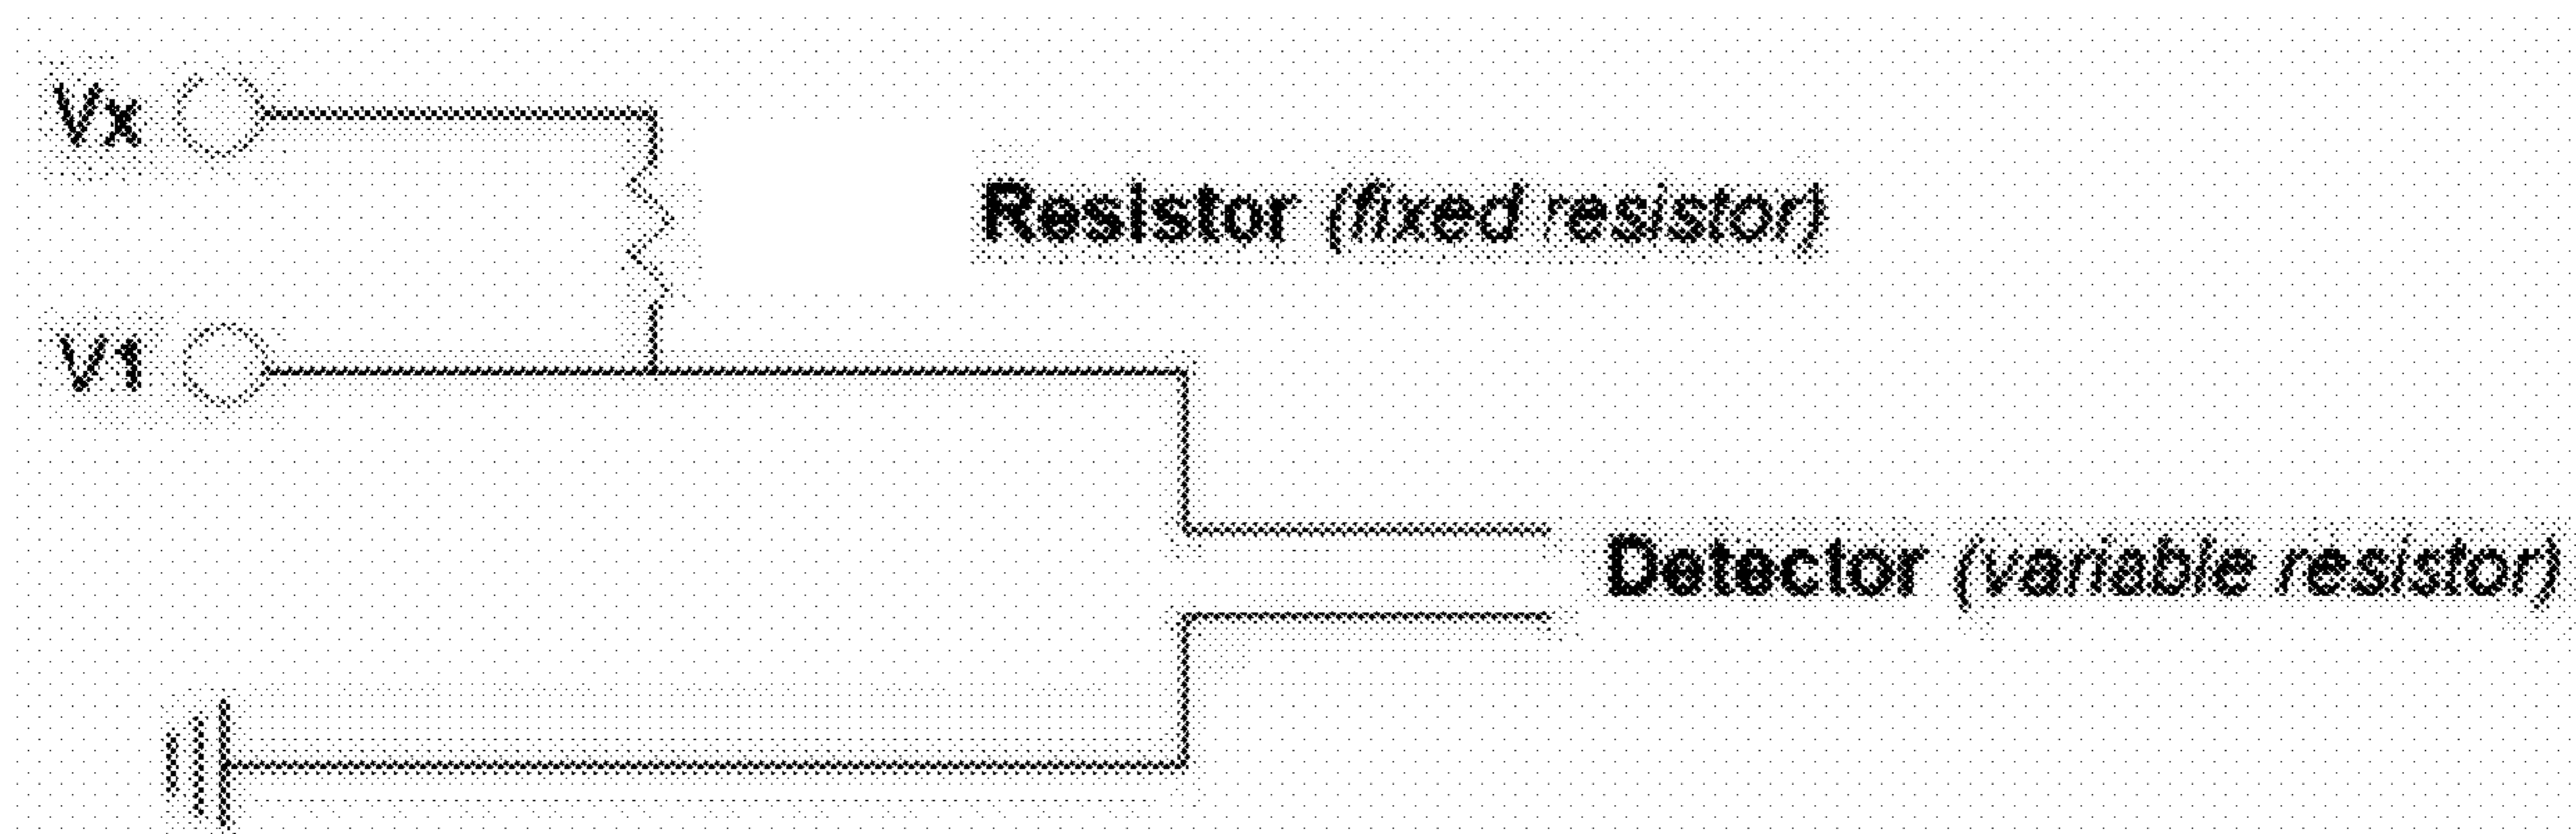 Vx
Resistor (fixed resistor)
V1
Detector (variable resistor)